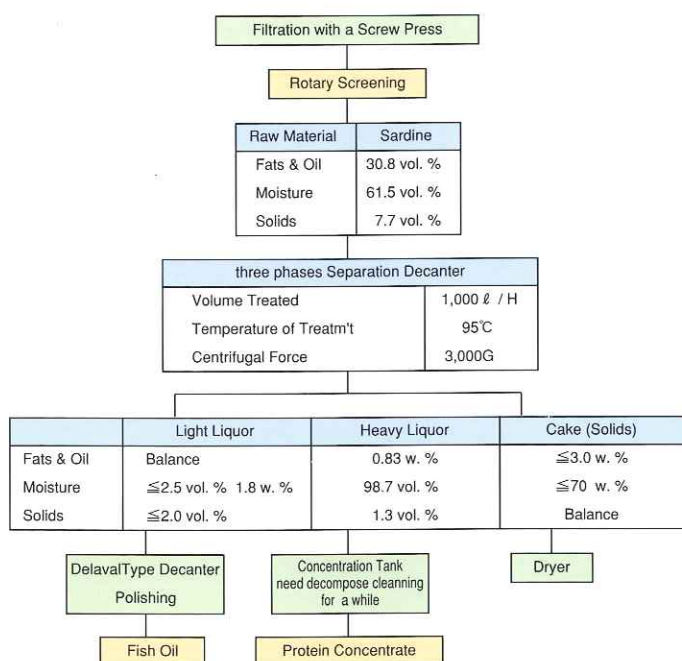 Filtration with a Screw Press
Rotary Screening
Raw Material Sardine
Fats & Oil 30.8 vol. %
Moisture 61.5 vol. %
Solids 7.7 vol. %
three phases Separation Decanter
Volume Treated 1,000 ℓ / H
Temperature of Treatm't 95℃
Centrifugal Force 3,000G
Light Liquor Heavy Liquor Cake (Solids)
Fats & Oil Balance 0.83 w. % ≦3.0 w. %
Moisture ≦2.5 vol. % 1.8 w. % 98.7 vol. % ≦70 w. %
Solids ≦2.0 vol. % 1.3 vol. % Balance
DelavalType Decanter
Polishing
Concentration Tank
need decompose cleanning
for a while
Dryer
Fish Oil
Protein Concentrate